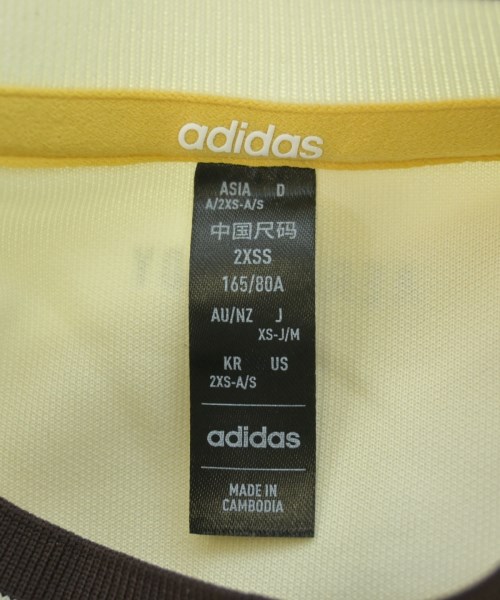 adidas
ASIA D
A/2XS-A/S
中国尺码
2XSS
165/80A
AU/NZ J
XS-J/M
KR US
2XS-A/S
adidas
MADE IN
CAMBODIA